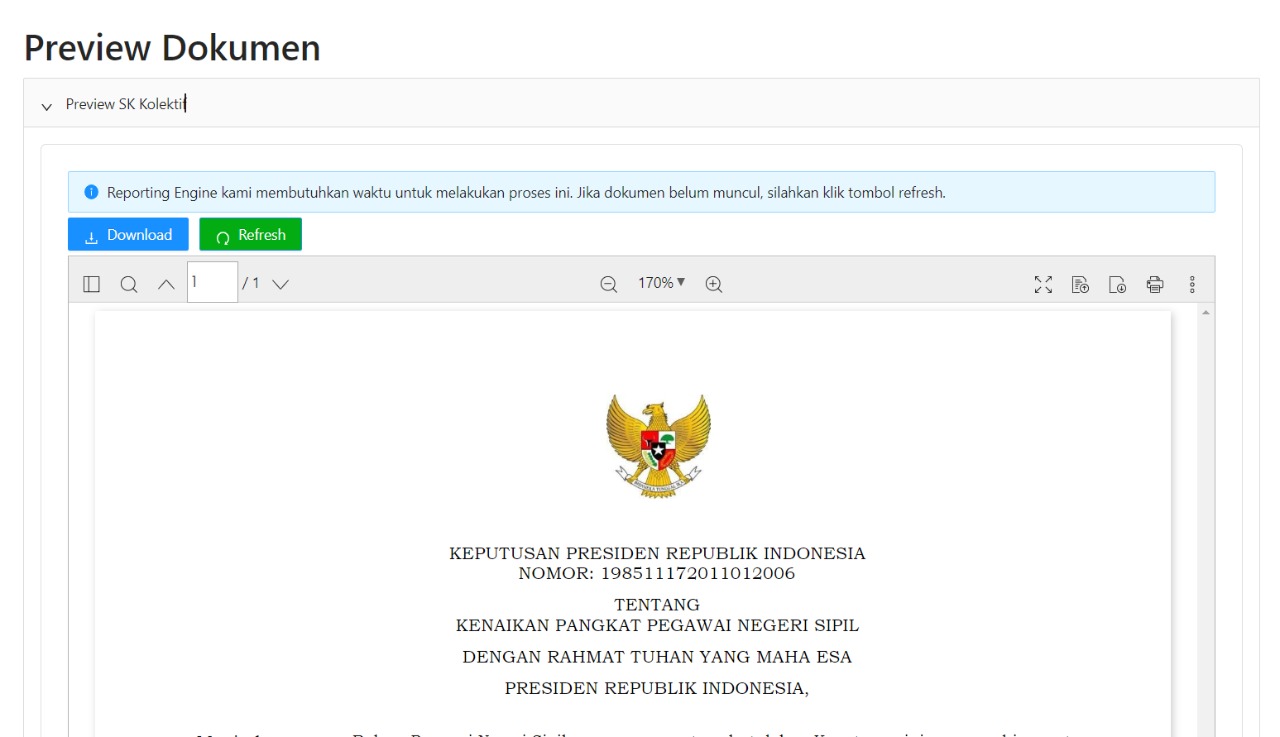 Preview Dokumen
Preview SK Kolektif
Reporting Engine kami membutuhkan waktu untuk melakukan proses ini. Jika dokumen belum muncul, silahkan klik tombol refresh.
Download Refresh
1 / 1 170%
KEPUTUSAN PRESIDEN REPUBLIK INDONESIA
NOMOR: 198511172011012006
TENTANG
KENAIKAN PANGKAT PEGAWAI NEGERI SIPIL
DENGAN RAHMAT TUHAN YANG MAHA ESA
PRESIDEN REPUBLIK INDONESIA,